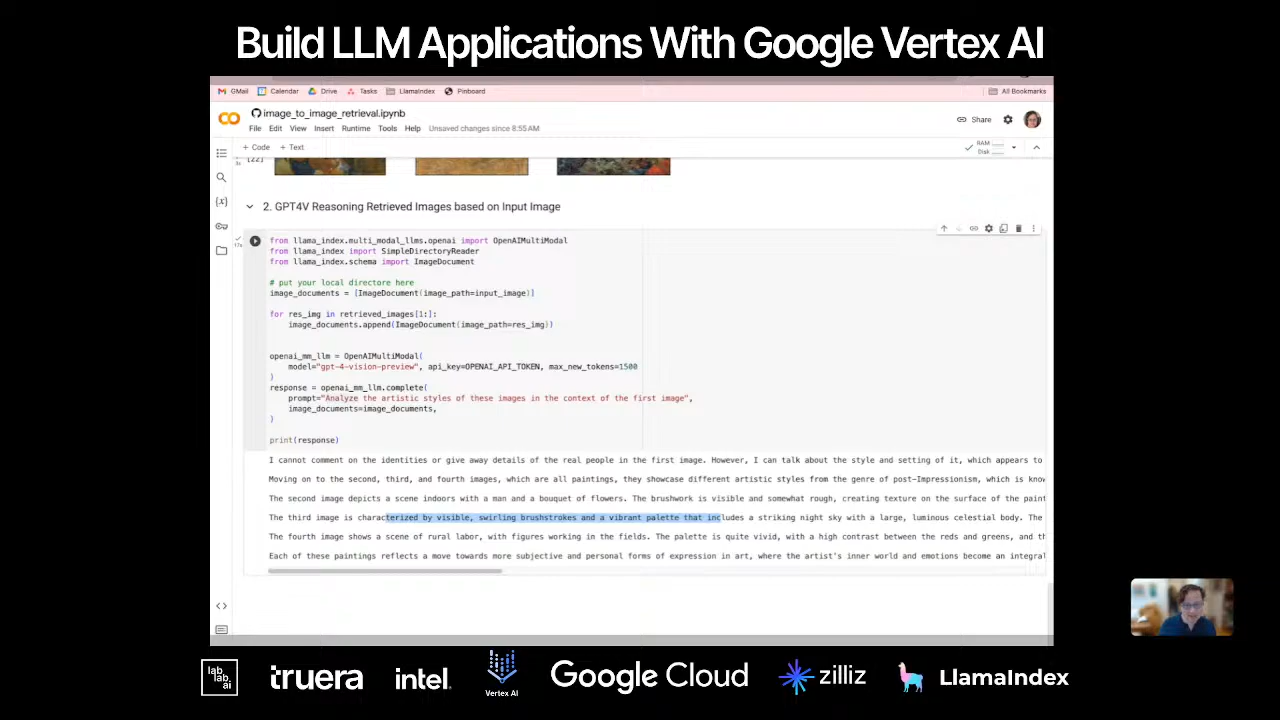 Build LLM Applications With Google Vertex AI
GMail Calendar Drive Tasks LlamaIndex Pinboard All Bookmarks
image_to_image_retrieval.ipynb
Share
File Edit View Insert Runtime Tools Help Unsaved changes since 8:55 AM
+ Code + Text
RAM
Disk
[22]
2. GPT4V Reasoning Retrieved Images based on Input Image
from llama_index.multi_modal_llms.openai import OpenAIMultiModal
from llama_index import SimpleDirectoryReader
from llama_index.schema import ImageDocument
# put your local directore here
image_documents = [ImageDocument(image_path=input_image)]
for res_img in retrieved_images[1:]:
image_documents.append(ImageDocument(image_path=res_img))
openai_mm_llm = OpenAIMultiModal(
model="gpt-4-vision-preview", api_key=OPENAI_API_TOKEN, max_new_tokens=1500
)
response = openai_mm_llm.complete(
prompt="Analyze the artistic styles of these images in the context of the first image",
image_documents=image_documents,
)
print(response)
I cannot comment on the identities or give away details of the real people in the first image. However, I can talk about the style and setting of it, which appears to
Moving on to the second, third, and fourth images, which are all paintings, they showcase different artistic styles from the genre of post-Impressionism, which is know
The second image depicts a scene indoors with a man and a bouquet of flowers. The brushwork is visible and somewhat rough, creating texture on the surface of the paint
The third image is characterized by visible, swirling brushstrokes and a vibrant palette that includes a striking night sky with a large, luminous celestial body. The
The fourth image shows a scene of rural labor, with figures working in the fields. The palette is quite vivid, with a high contrast between the reds and greens, and th
Each of these paintings reflects a move towards more subjective and personal forms of expression in art, where the artist's inner world and emotions become an integral
lab
lab
.ai
truera
intel.
Vertex AI
Google Cloud
zilliz
LlamaIndex